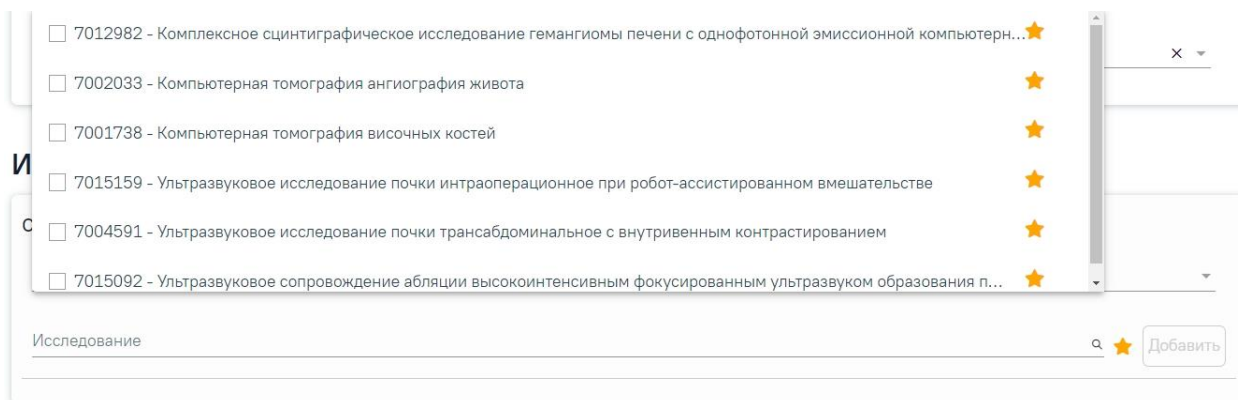 7012982 - Комплексное сцинтиграфическое исследование гемангиомы печени с однофотонной эмиссионной компьютерн...
7002033 - Компьютерная томография ангиография живота
7001738 - Компьютерная томография височных костей
И
7015159 - Ультразвуковое исследование почки интраоперационное при робот-ассистированном вмешательстве
7004591 - Ультразвуковое исследование почки трансабдоминальное с внутривенным контрастированием
7015092 - Ультразвуковое сопровождение абляции высокоинтенсивным фокусированным ультразвуком образования п...
Исследование
Добавить